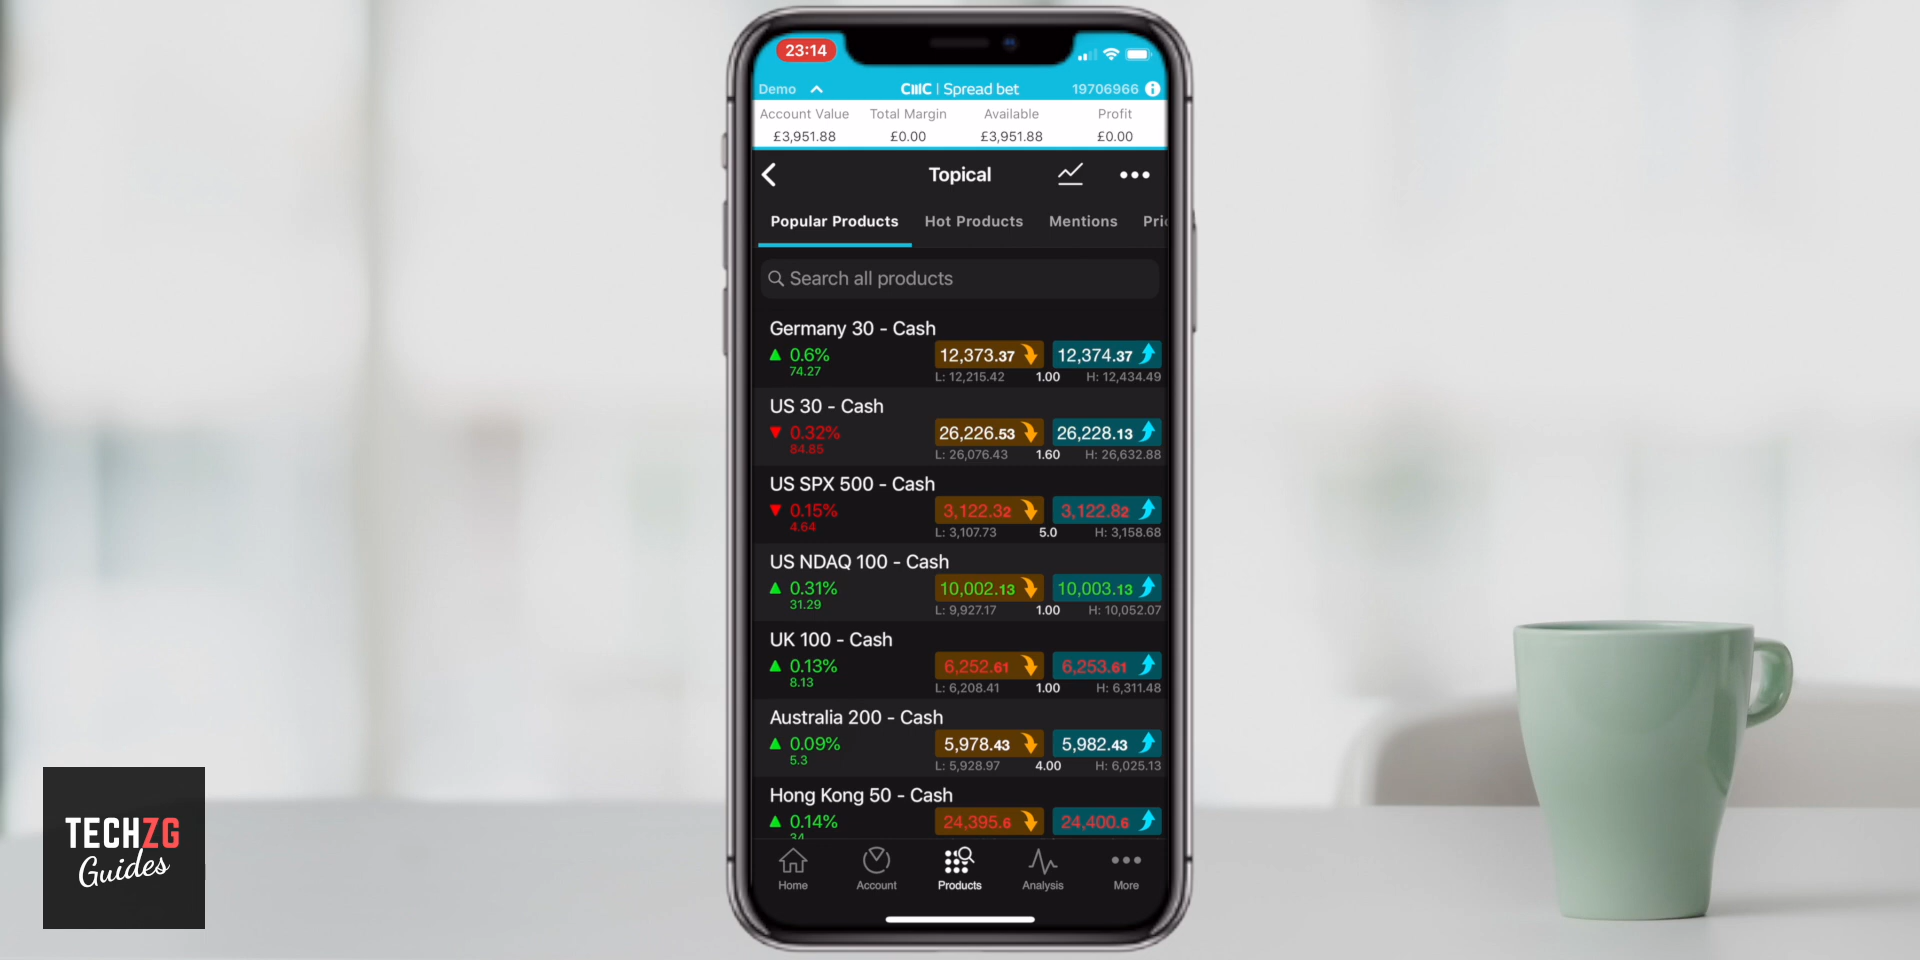 23:14
Demo CMC | Spread bet 19706966
Account Value Total Margin Available Profit
£3,951.88 £0.00 £3,951.88 £0.00
Topical
Popular Products Hot Products Mentions Pri
Search all products
Germany 30 - Cash
0.6% 12,373.37 12,374.37
74.27 L: 12,215.42 1.00 H: 12,434.49
US 30 - Cash
0.32% 26,226.53 26,228.13
84.85 L: 26,076.43 1.60 H: 26,632.88
US SPX 500 - Cash
0.15% 3,122.32 3,122.82
4.64 L: 3,107.73 5.0 H: 3,158.68
US NDAQ 100 - Cash
0.31% 10,002.13 10,003.13
31.29 L: 9,927.17 1.00 H: 10,052.07
UK 100 - Cash
0.13% 6,252.61 6,253.61
8.13 L: 6,208.41 1.00 H: 6,311.48
Australia 200 - Cash
0.09% 5,978.43 5,982.43
5.3 L: 5,928.97 4.00 H: 6,025.13
Hong Kong 50 - Cash
0.14% 24,395.6 24,400.6
34
Home Account Products Analysis More
TECHZG
Guides